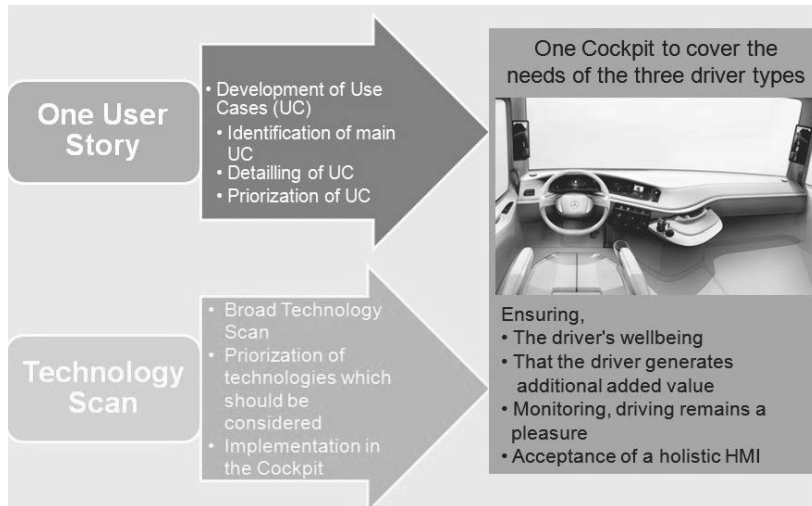 One User
Story
• Development of Use
Cases (UC)
• Identification of main
UC
• Detailling of UC
• Priorization of UC
Technology
Scan
• Broad Technology
Scan
• Priorization of
technologies which
should be
considered
• Implementation in
the Cockpit
One Cockpit to cover the
needs of the three driver types
Ensuring,
• The driver's wellbeing
• That the driver generates
additional added value
• Monitoring, driving remains a
pleasure
• Acceptance of a holistic HMI